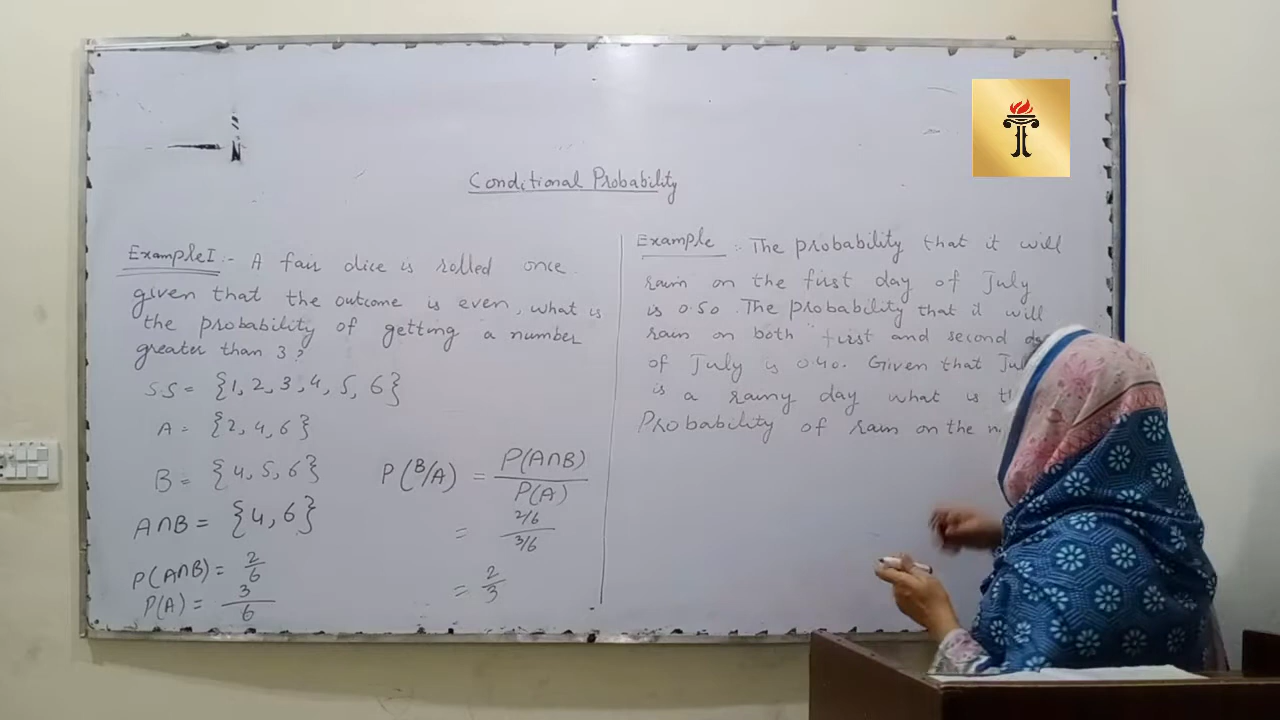 Conditional Probability
Example I :- A fair dice is rolled once.
given that the outcome is even, what is
the probability of getting a number
greater than 3?
S.S = {1, 2, 3, 4, 5, 6}
A = {2, 4, 6}
B = {4, 5, 6}
A∩B = {4, 6}
P(A∩B) = 2/6
P(A) = 3/6
P(B/A) = P(A∩B)/P(A)
= 2/6 / 3/6
= 2/3
Example :- The probability that it will
rain on the first day of July
is 0.50. The probability that it will
rain on both first and second
of July is 0.40. Given that
is a rainy day what is
Probability of rain on the